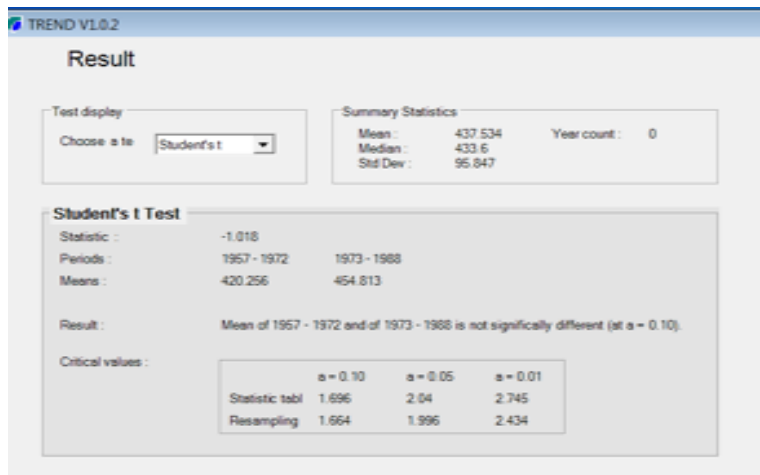 TREND V1.0.2
Result
Test display
Choose a te Student's t
Summary Statistics
Mean : 437.534 Year count : 0
Median : 433.6
Std Dev : 95.847
Student's t Test
Statistic : -1.018
Periods : 1957 - 1972 1973 - 1988
Means : 420.256 454.813
Result : Mean of 1957 - 1972 and of 1973 - 1988 is not significally different (at a = 0.10).
Critical values :
a = 0.10 a = 0.05 a = 0.01
Statistic tabl 1.696 2.04 2.745
Resampling 1.664 1.996 2.434